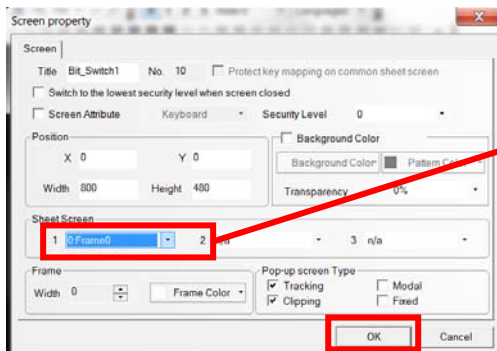 Screen property
Screen
Title Bit_Switch1 No. 10 Protect key mapping on common sheet screen
Switch to the lowest security level when screen closed
Screen Attribute Keyboard Security Level 0
Position
Background Color
X 0 Y 0
Background Color Pattern
Width 800 Height 480
Transparency 0%
Sheet Screen
1 0:Frame0 2 3 n/a
Frame
Pop-up screen Type
Width 0 Frame Color
Tracking Modal
Clipping Fixed
OK Cancel